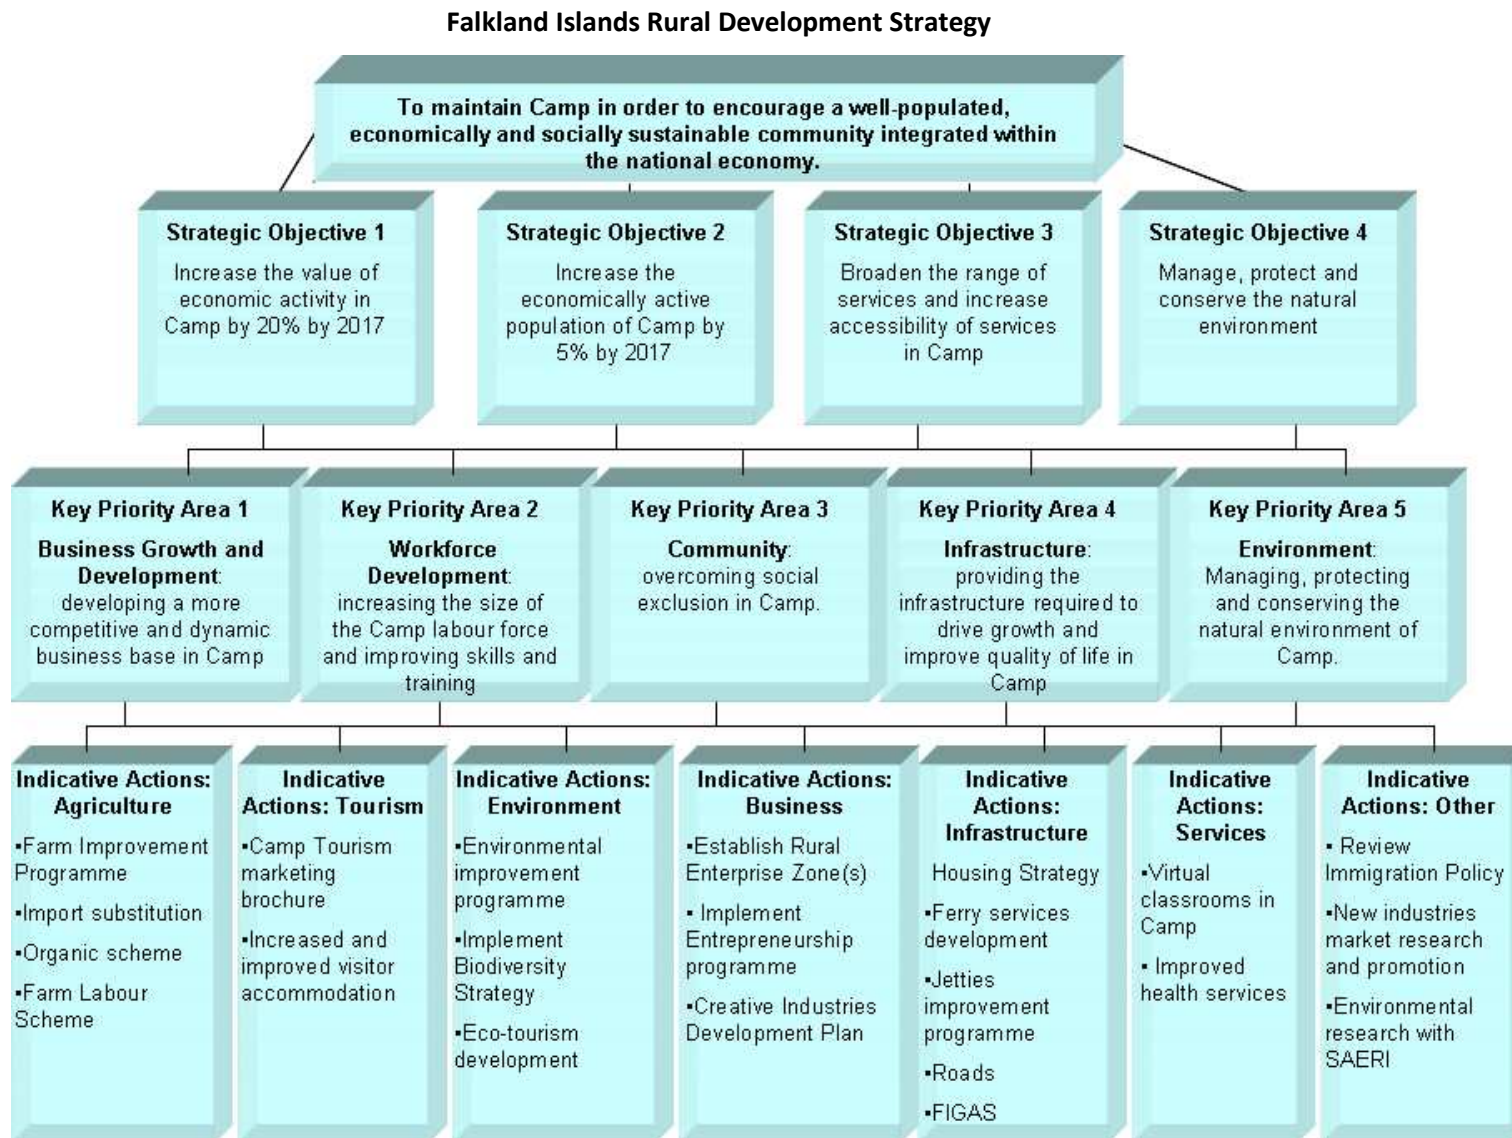 Falkland Islands Rural Development Strategy
To maintain Camp in order to encourage a well-populated,
economically and socially sustainable community integrated within
the national economy.
Strategic Objective 1
Increase the value of
economic activity in
Camp by 20% by 2017
Strategic Objective 2
Increase the
economically active
population of Camp by
5% by 2017
Strategic Objective 3
Broaden the range of
services and increase
accessibility of services
in Camp
Strategic Objective 4
Manage, protect and
conserve the natural
environment
Key Priority Area 1
Business Growth and
Development:
developing a more
competitive and dynamic
business base in Camp
Key Priority Area 2
Workforce
Development:
increasing the size of
the Camp labour force
and improving skills and
training
Key Priority Area 3
Community:
overcoming social
exclusion in Camp.
Key Priority Area 4
Infrastructure:
providing the
infrastructure required to
drive growth and
improve quality of life in
Camp
Key Priority Area 5
Environment:
Managing, protecting
and conserving the
natural environment of
Camp.
Indicative Actions:
Agriculture
▪Farm Improvement
Programme
▪Import substitution
▪Organic scheme
▪Farm Labour
Scheme
Indicative
Actions: Tourism
▪Camp Tourism
marketing
brochure
▪Increased and
improved visitor
accommodation
Indicative Actions:
Environment
▪Environmental
improvement
programme
▪Implement
Biodiversity
Strategy
▪Eco-tourism
development
Indicative Actions:
Business
▪Establish Rural
Enterprise Zone(s)
▪ Implement
Entrepreneurship
programme
▪Creative Industries
Development Plan
Indicative
Actions:
Infrastructure
Housing Strategy
▪Ferry services
development
▪Jetties
improvement
programme
▪Roads
▪FIGAS
Indicative
Actions:
Services
▪Virtual
classrooms in
Camp
▪ Improved
health services
Indicative
Actions: Other
▪ Review
Immigration Policy
▪New industries
market research
and promotion
▪Environmental
research with
SAERI